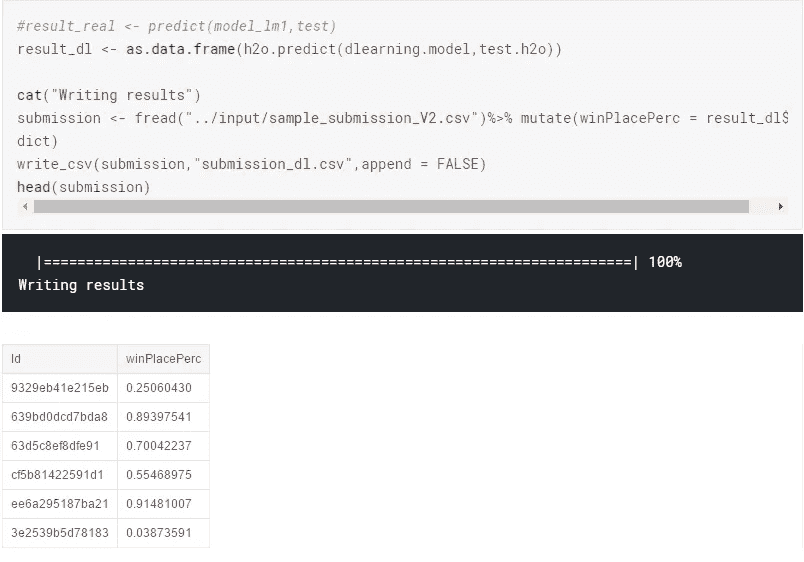 #result_real <- predict(model_lm1,test)
result_dl <- as.data.frame(h2o.predict(dlearning.model,test.h2o))
cat("Writing results")
submission <- fread("../input/sample_submission_V2.csv")%>% mutate(winPlacePerc = result_dl$
dict)
write_csv(submission,"submission_dl.csv",append = FALSE)
head(submission)
|======================================================================| 100%
Writing results
Id winPlacePerc
9329eb41e215eb 0.25060430
639bd0dcd7bda8 0.89397541
63d5c8ef8dfe91 0.70042237
cf5b81422591d1 0.55468975
ee6a295187ba21 0.91481007
3e2539b5d78183 0.03873591